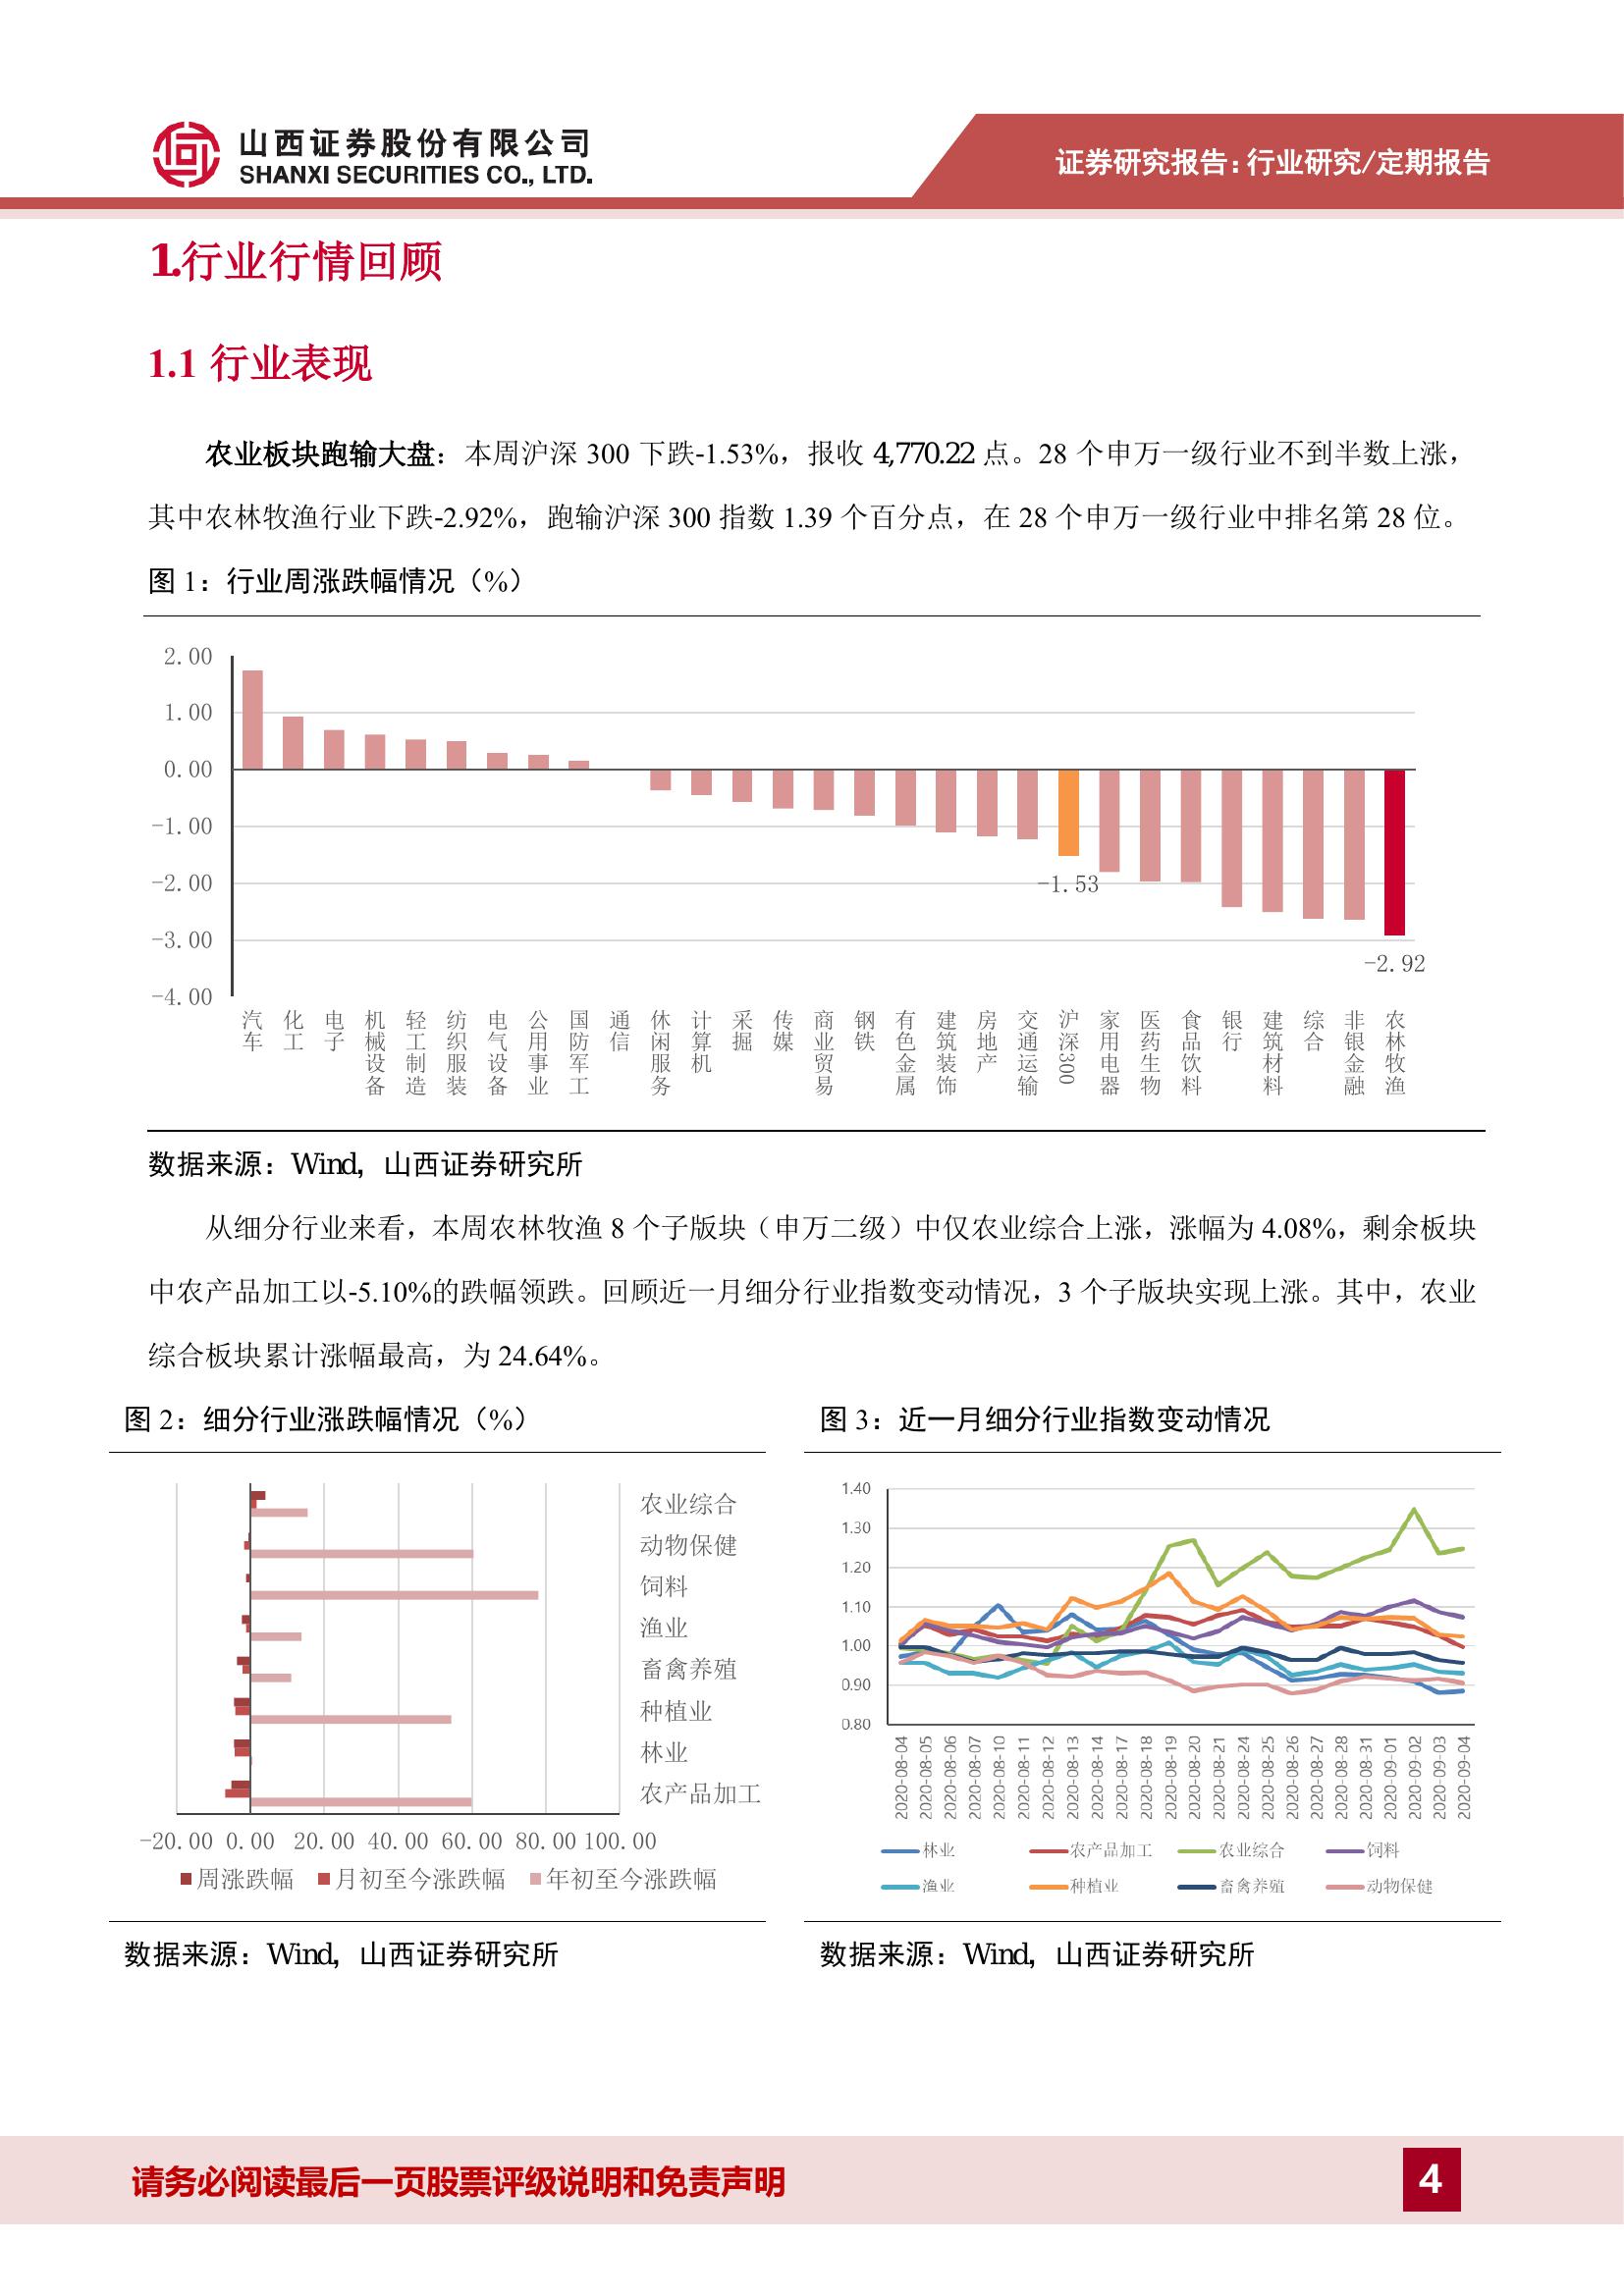 山西证券股份有限公司
SHANXI SECURITIES CO., LTD.
证券研究报告:行业研究/定期报告
1.行业行情回顾
1.1 行业表现
农业板块跑输大盘：本周沪深 300 下跌-1.53%，报收 4,770.22 点。28 个申万一级行业不到半数上涨，
其中农林牧渔行业下跌-2.92%，跑输沪深 300 指数 1.39 个百分点，在 28 个申万一级行业中排名第 28 位。
图 1：行业周涨跌幅情况（%）
2.00
1.00
0.00
-1.00
-2.00
-3.00
-4.00
-1.53
-2.92
汽车
化工
电子
机械设备
轻工制造
纺织服装
电气设备
公用事业
国防军工
通信
休闲服务
计算机
采掘
传媒
商业贸易
钢铁
有色金属
建筑装饰
房地产
交通运输
沪深300
家用电器
医药生物
食品饮料
银行
建筑材料
综合
非银金融
农林牧渔
数据来源：Wind，山西证券研究所
从细分行业来看，本周农林牧渔 8 个子版块（申万二级）中仅农业综合上涨，涨幅为 4.08%，剩余板块
中农产品加工以-5.10%的跌幅领跌。回顾近一月细分行业指数变动情况，3 个子版块实现上涨。其中，农业
综合板块累计涨幅最高，为 24.64%。
图 2：细分行业涨跌幅情况（%）
农业综合
动物保健
饲料
渔业
畜禽养殖
种植业
林业
农产品加工
-20.00 0.00 20.00 40.00 60.00 80.00 100.00
周涨跌幅 月初至今涨跌幅 年初至今涨跌幅
数据来源：Wind，山西证券研究所
图 3：近一月细分行业指数变动情况
1.40
1.30
1.20
1.10
1.00
0.90
0.80
2020-08-04
2020-08-05
2020-08-06
2020-08-07
2020-08-10
2020-08-11
2020-08-12
2020-08-13
2020-08-14
2020-08-17
2020-08-18
2020-08-19
2020-08-20
2020-08-21
2020-08-24
2020-08-25
2020-08-26
2020-08-27
2020-08-28
2020-08-31
2020-09-01
2020-09-02
2020-09-03
2020-09-04
林业 农产品加工 农业综合 饲料
渔业 种植业 畜禽养殖 动物保健
数据来源：Wind，山西证券研究所
请务必阅读最后一页股票评级说明和免责声明
4